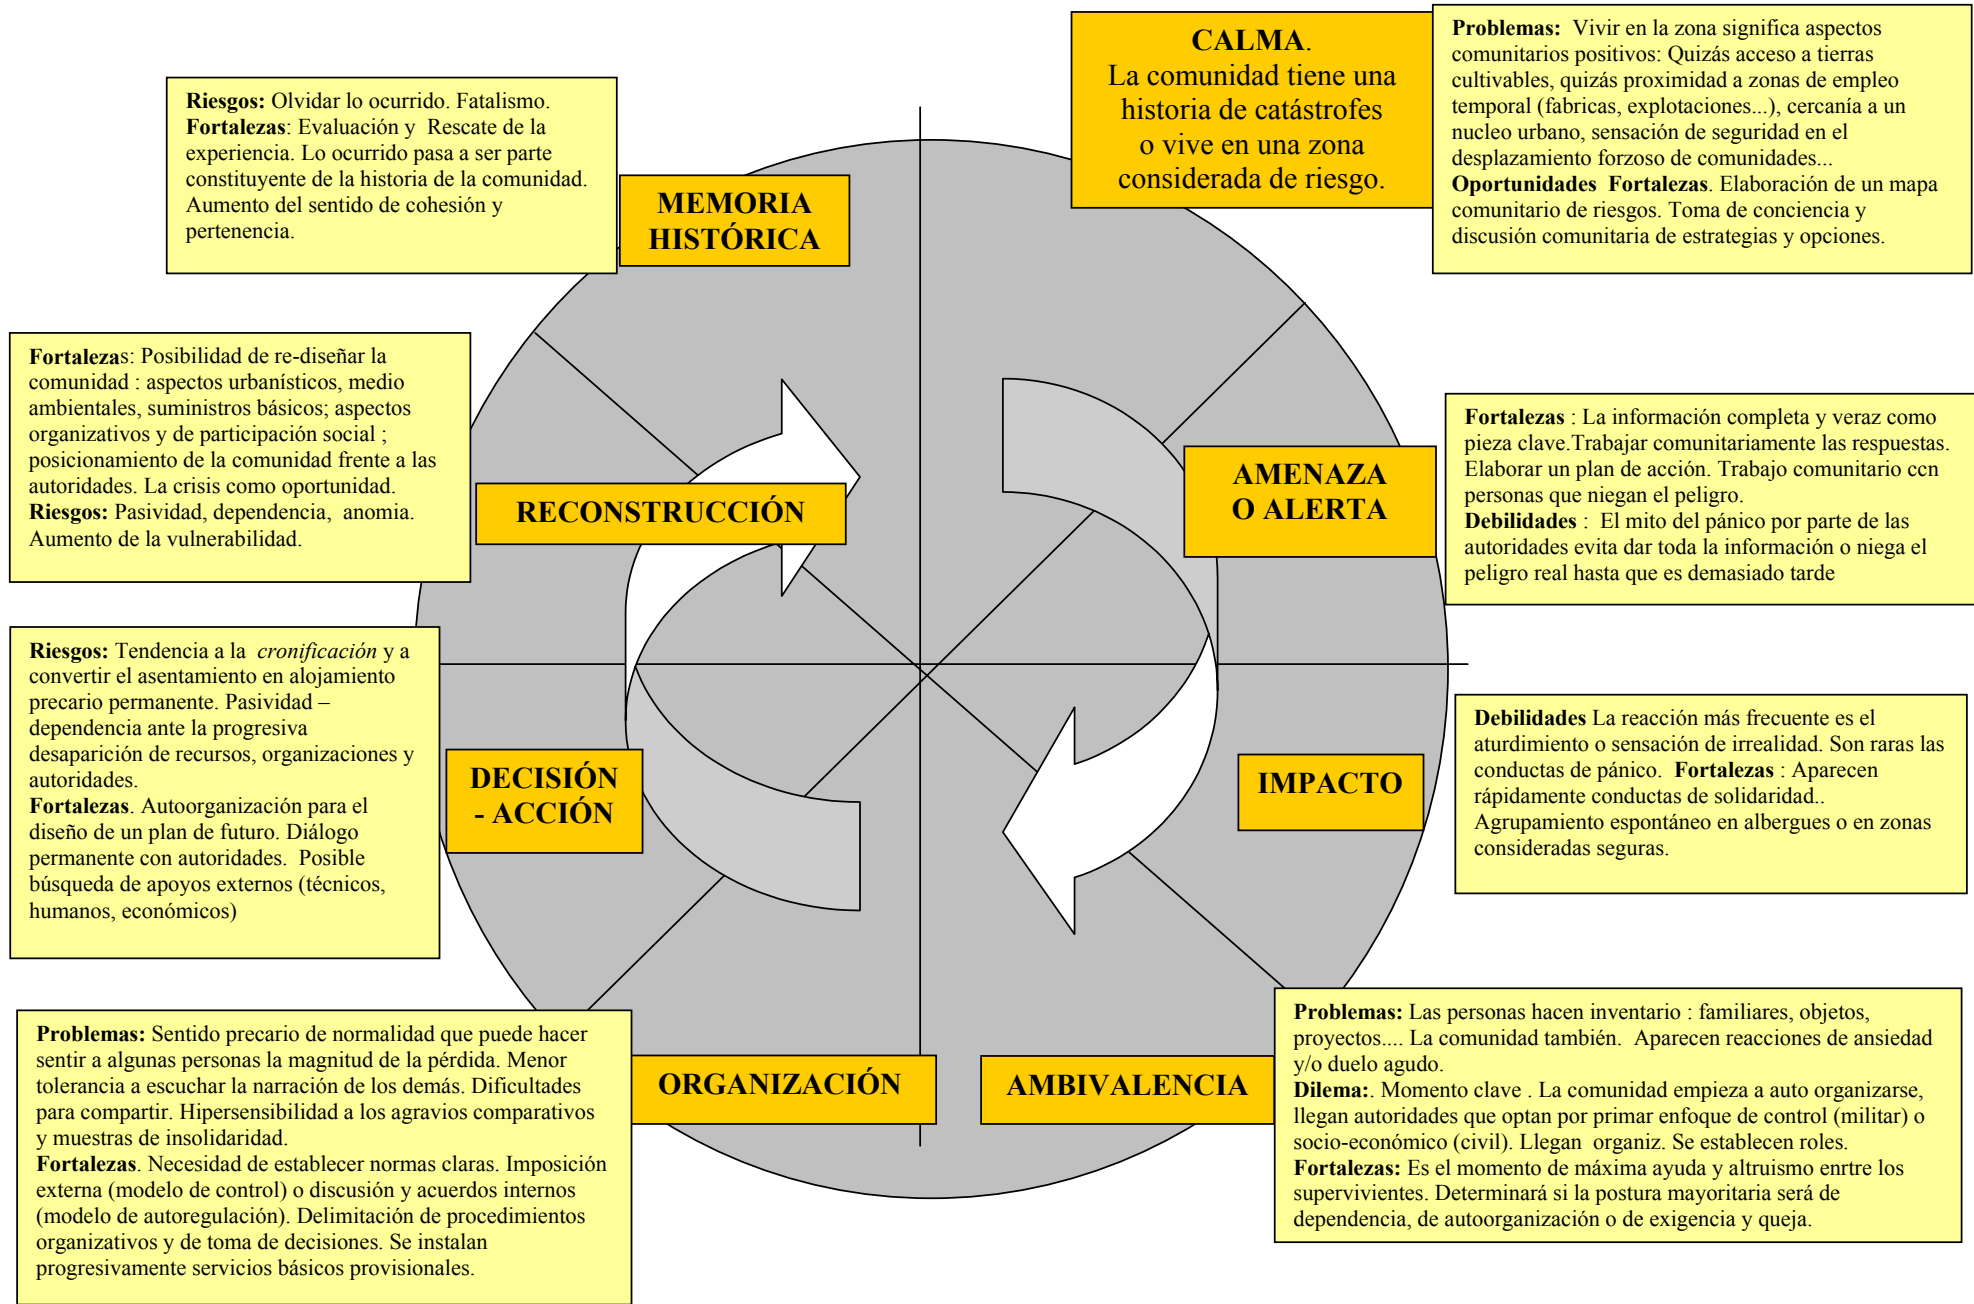 CALMA.
La comunidad tiene una
historia de catástrofes
o vive en una zona
considerada de riesgo.
Problemas:  Vivir en la zona significa aspectos
comunitarios positivos: Quizás acceso a tierras
cultivables, quizás proximidad a zonas de empleo
temporal (fabricas, explotaciones...), cercanía a un
nucleo urbano, sensación de seguridad en el
desplazamiento forzoso de comunidades...
Oportunidades  Fortalezas. Elaboración de un mapa
comunitario de riesgos. Toma de conciencia y
discusión comunitaria de estrategias y opciones.
Riesgos: Olvidar lo ocurrido. Fatalismo.
Fortalezas: Evaluación y  Rescate de la
experiencia. Lo ocurrido pasa a ser parte
constituyente de la historia de la comunidad.
Aumento del sentido de cohesión y
pertenencia.
MEMORIA
HISTÓRICA
Fortalezas: Posibilidad de re-diseñar la
comunidad : aspectos urbanísticos, medio
ambientales, suministros básicos; aspectos
organizativos y de participación social ;
posicionamiento de la comunidad frente a las
autoridades. La crisis como oportunidad.
Riesgos: Pasividad, dependencia,  anomia.
Aumento de la vulnerabilidad.
RECONSTRUCCIÓN
AMENAZA
O ALERTA
Fortalezas : La información completa y veraz como
pieza clave.Trabajar comunitariamente las respuestas.
Elaborar un plan de acción. Trabajo comunitario ccn
personas que niegan el peligro.
Debilidades :  El mito del pánico por parte de las
autoridades evita dar toda la información o niega el
peligro real hasta que es demasiado tarde
Riesgos: Tendencia a la  cronificación y a
convertir el asentamiento en alojamiento
precario permanente. Pasividad –
dependencia ante la progresiva
desaparición de recursos, organizaciones y
autoridades.
Fortalezas. Autoorganización para el
diseño de un plan de futuro. Diálogo
permanente con autoridades.  Posible
búsqueda de apoyos externos (técnicos,
humanos, económicos)
DECISIÓN
- ACCIÓN
IMPACTO
Debilidades La reacción más frecuente es el
aturdimiento o sensación de irrealidad. Son raras las
conductas de pánico.  Fortalezas : Aparecen
rápidamente conductas de solidaridad..
Agrupamiento espontáneo en albergues o en zonas
consideradas seguras.
Problemas: Sentido precario de normalidad que puede hacer
sentir a algunas personas la magnitud de la pérdida. Menor
tolerancia a escuchar la narración de los demás. Dificultades
para compartir. Hipersensibilidad a los agravios comparativos
y muestras de insolidaridad.
Fortalezas. Necesidad de establecer normas claras. Imposición
externa (modelo de control) o discusión y acuerdos internos
(modelo de autoregulación). Delimitación de procedimientos
organizativos y de toma de decisiones. Se instalan
progresivamente servicios básicos provisionales.
ORGANIZACIÓN
AMBIVALENCIA
Problemas: Las personas hacen inventario : familiares, objetos,
proyectos.... La comunidad también.  Aparecen reacciones de ansiedad
y/o duelo agudo.
Dilema:. Momento clave . La comunidad empieza a auto organizarse,
llegan autoridades que optan por primar enfoque de control (militar) o
socio-económico (civil). Llegan  organiz. Se establecen roles.
Fortalezas: Es el momento de máxima ayuda y altruismo enrtre los
supervivientes. Determinará si la postura mayoritaria será de
dependencia, de autoorganización o de exigencia y queja.